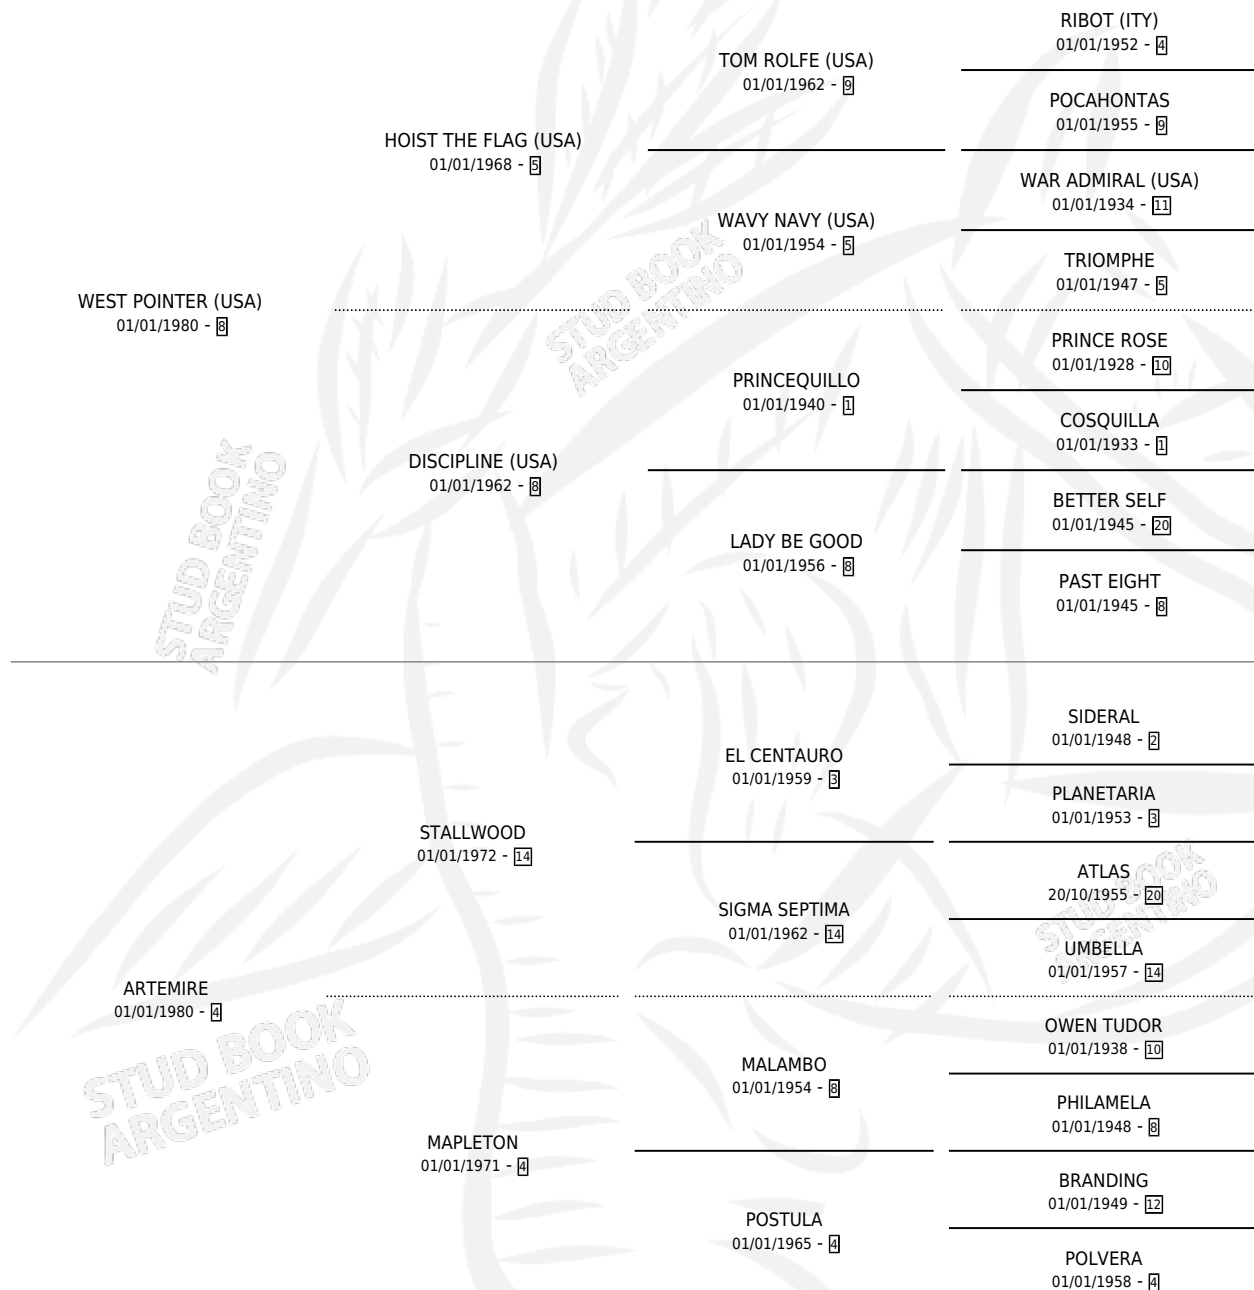 RIBOT (ITY)
01/01/1952 - 4
TOM ROLFE (USA)
01/01/1962 - 9
POCAHONTAS
01/01/1955 - 9
HOIST THE FLAG (USA)
01/01/1968 - 5
WAR ADMIRAL (USA)
01/01/1934 - 11
WAVY NAVY (USA)
01/01/1954 - 5
TRIOMPHE
01/01/1947 - 5
WEST POINTER (USA)
01/01/1980 - 8
PRINCE ROSE
01/01/1928 - 10
PRINCEQUILLO
01/01/1940 - 1
COSQUILLA
01/01/1933 - 1
DISCIPLINE (USA)
01/01/1962 - 8
BETTER SELF
01/01/1945 - 20
LADY BE GOOD
01/01/1956 - 8
PAST EIGHT
01/01/1945 - 8
SIDERAL
01/01/1948 - 2
EL CENTAURO
01/01/1959 - 3
PLANETARIA
01/01/1953 - 3
STALLWOOD
01/01/1972 - 14
ATLAS
20/10/1955 - 20
SIGMA SEPTIMA
01/01/1962 - 14
UMBELLA
01/01/1957 - 14
ARTEMIRE
01/01/1980 - 4
OWEN TUDOR
01/01/1938 - 10
MALAMBO
01/01/1954 - 8
PHILAMELA
01/01/1948 - 8
MAPLETON
01/01/1971 - 4
BRANDING
01/01/1949 - 12
POSTULA
01/01/1965 - 4
POLVERA
01/01/1958 - 4
STUD BOOK
ARGENTINO
STUD BOOK
ARGENTINO
STUD BOOK
ARGENTINO
STUD BOOK
ARGENTINO